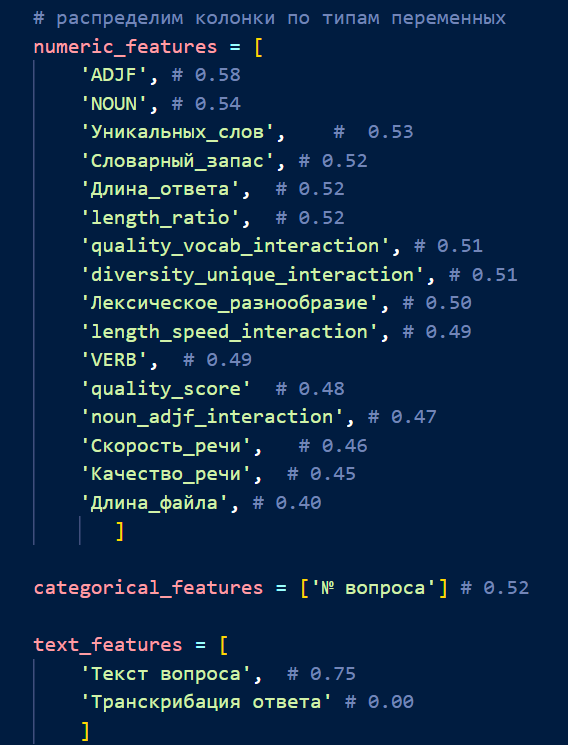 # распределим колонки по типам переменных
numeric_features = [
'ADJF', # 0.58
'NOUN', # 0.54
'Уникальных_слов',    #  0.53
'Словарный_запас', # 0.52
'Длина_ответа',  # 0.52
'length_ratio',  # 0.52
'quality_vocab_interaction', # 0.51
'diversity_unique_interaction', # 0.51
'Лексическое_разнообразие', # 0.50
'length_speed_interaction', # 0.49
'VERB',  # 0.49
'quality_score'  # 0.48
'noun_adjf_interaction', # 0.47
'Скорость_речи',   # 0.46
'Качество_речи',  # 0.45
'Длина_файла', # 0.40
]
categorical_features = ['№ вопроса'] # 0.52
text_features = [
'Текст вопроса',  # 0.75
'Транскрибация ответа' # 0.00
]